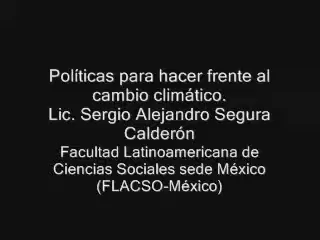 Políticas para hacer frente al
cambio climático.
Lic. Sergio Alejandro Segura
Calderón
Facultad Latinoamericana de
Ciencias Sociales sede México
(FLACSO-México)